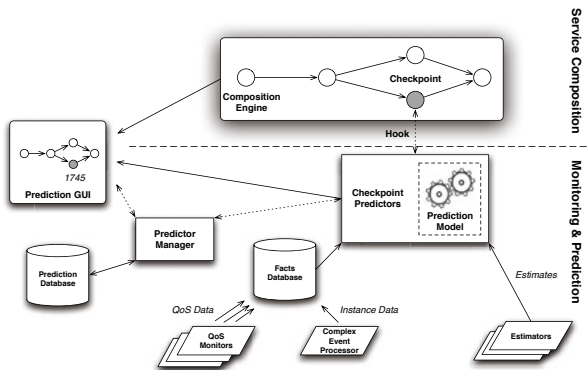 Service Composition
Checkpoint
Composition
Engine
Hook
1745
Prediction GUI
Checkpoint
Predictors
Prediction
Model
Monitoring & Prediction
Predictor
Manager
Prediction
Database
Facts
Database
Estimates
QoS Data
Instance Data
QoS
Monitors
Complex
Event
Processor
Estimators